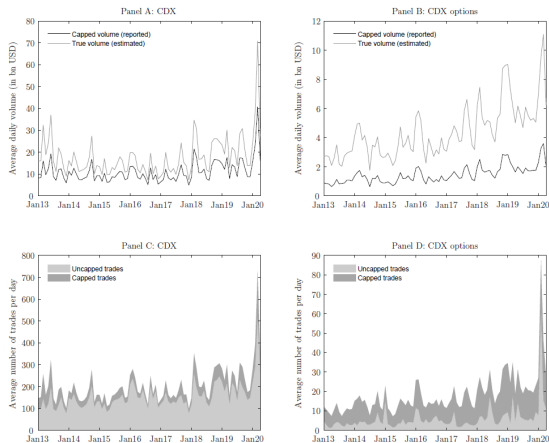 Panel A: CDX
Average daily volume (in bn USD)
80
70
60
50
40
30
20
10
0
Capped volume (reported)
True volume (estimated)
Jan13 Jan14 Jan15 Jan16 Jan17 Jan18 Jan19 Jan20
Panel B: CDX options
Average daily volume (in bn USD)
12
10
8
6
4
2
0
Capped volume (reported)
True volume (estimated)
Jan13 Jan14 Jan15 Jan16 Jan17 Jan18 Jan19 Jan20
Panel C: CDX
Average number of trades per day
800
700
600
500
400
300
200
100
0
Uncapped trades
Capped trades
Jan13 Jan14 Jan15 Jan16 Jan17 Jan18 Jan19 Jan20
Panel D: CDX options
Average number of trades per day
90
80
70
60
50
40
30
20
10
0
Uncapped trades
Capped trades
Jan13 Jan14 Jan15 Jan16 Jan17 Jan18 Jan19 Jan20